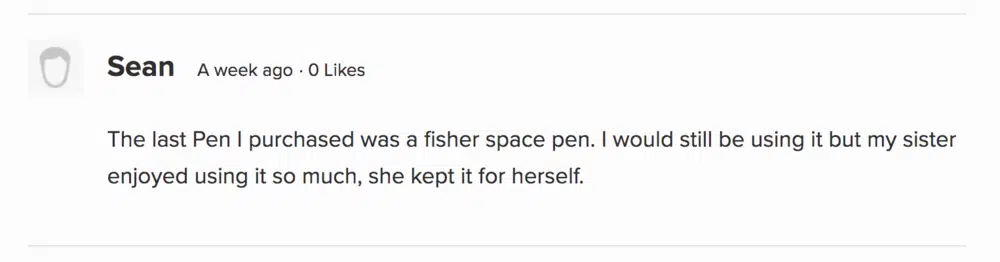 Sean A week ago · 0 Likes
The last Pen I purchased was a fisher space pen. I would still be using it but my sister
enjoyed using it so much, she kept it for herself.